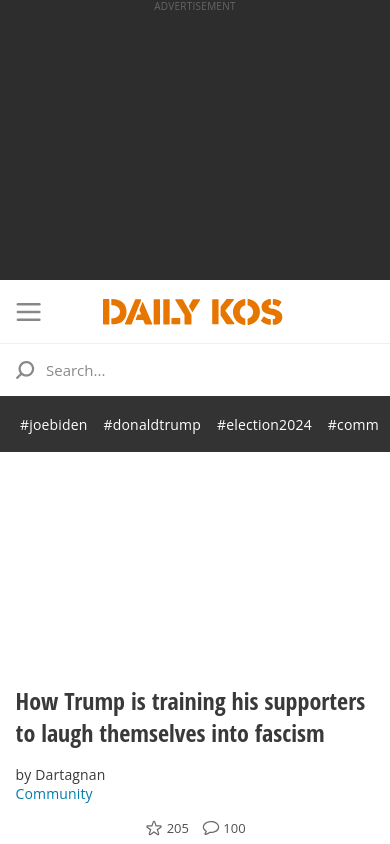 ADVERTISEMENT
DAILY KOS
Search...
#joebiden #donaldtrump #election2024 #comm
How Trump is training his supporters
to laugh themselves into fascism
by Dartagnan
Community
205 100